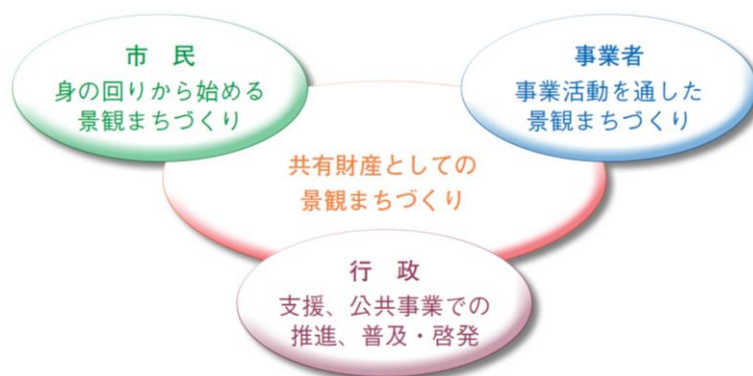 市　民
身の回りから始める
景観まちづくり
事業者
事業活動を通した
景観まちづくり
共有財産としての
景観まちづくり
行　政
支援、公共事業での
推進、普及・啓発